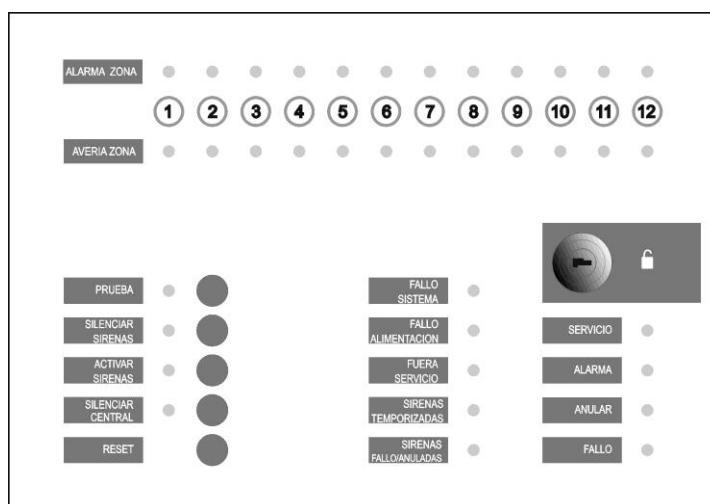 ALARMA ZONA
1 2 3 4 5 6 7 8 9 10 11 12
AVERIA ZONA
PRUEBA
SILENCIAR
SIRENAS
ACTIVAR
SIRENAS
SILENCIAR
CENTRAL
RESET
FALLO
SISTEMA
FALLO
ALIMENTACION
FUERA
SERVICIO
SIRENAS
TEMPORIZADAS
SIRENAS
FALLO/ANULADAS
SERVICIO
ALARMA
ANULAR
FALLO